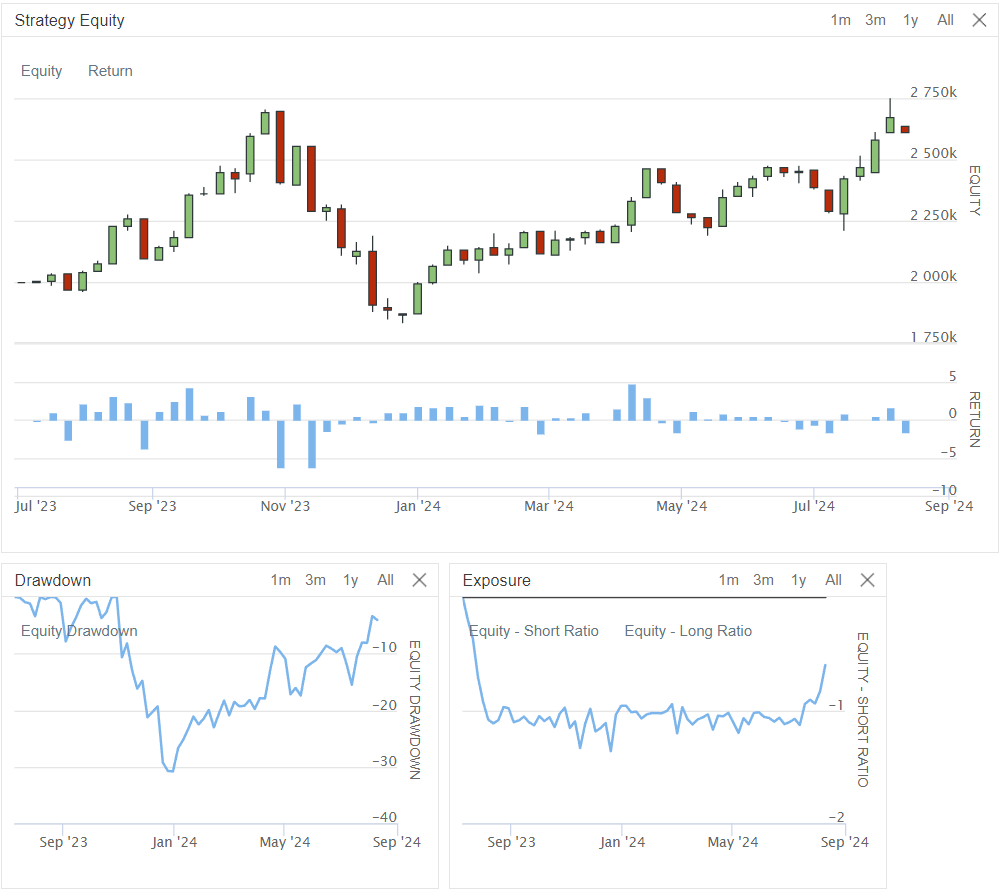 Strategy Equity 1m 3m 1y All
Equity Return
2 750k
2 500k
2 250k
2 000k
1 750k
EQUITY
5
0
−5
−10
RETURN
Jul '23 Sep '23 Nov '23 Jan '24 Mar '24 May '24 Jul '24 Sep '24
Drawdown 1m 3m 1y All
Equity Drawdown
−10
−20
−30
−40
EQUITY DRAWDOWN
Sep '23 Jan '24 May '24 Sep '24
Exposure 1m 3m 1y All
Equity - Short Ratio Equity - Long Ratio
−1
−2
EQUITY - SHORT RATIO
Sep '23 Jan '24 May '24 Sep '24